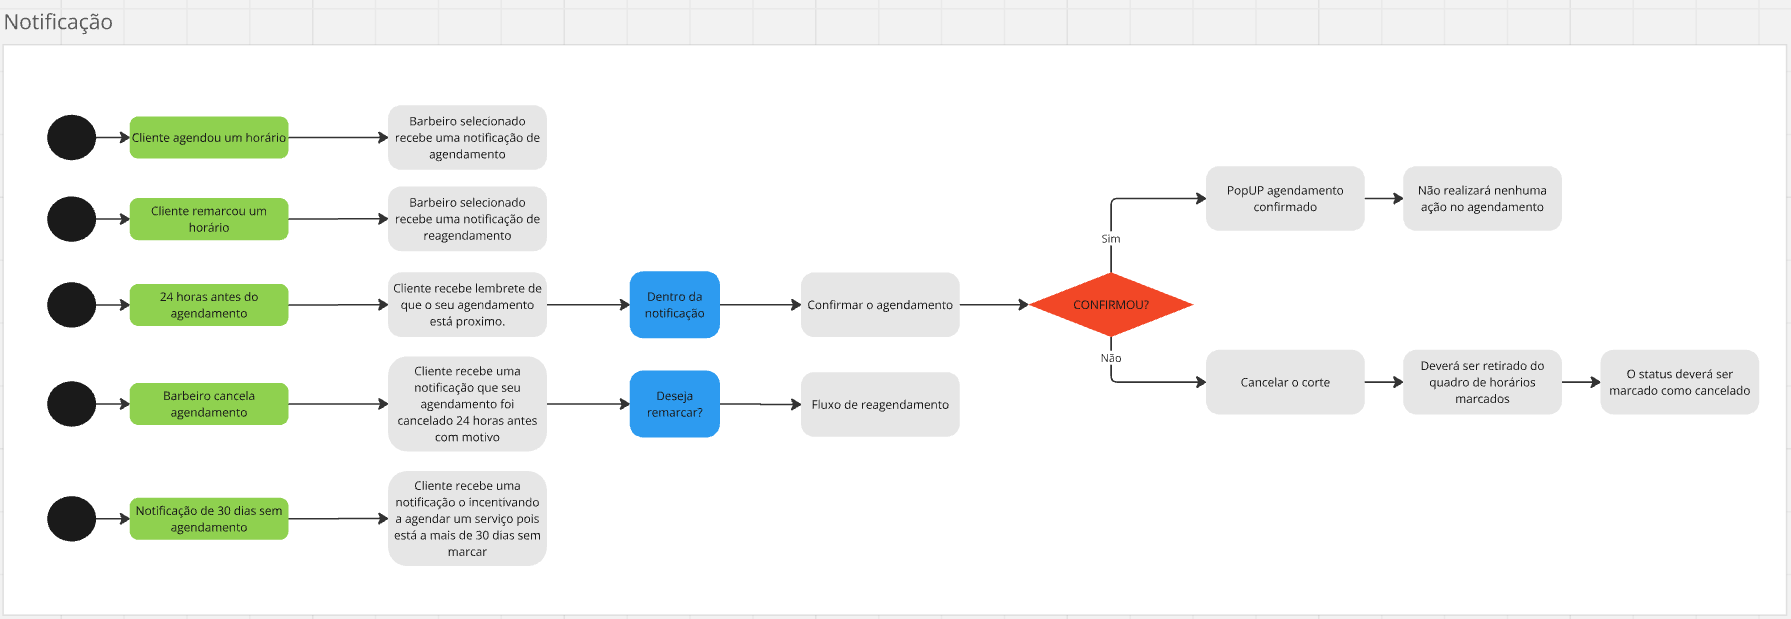 Notificação
Cliente agendou um horário
Barbeiro selecionado
recebe uma notificação de
agendamento
Cliente remarcou um
horário
Barbeiro selecionado
recebe uma notificação de
reagendamento
24 horas antes do
agendamento
Cliente recebe lembrete de
que o seu agendamento
está proximo.
Dentro da
notificação
Confirmar o agendamento
CONFIRMOU?
Sim
PopUP agendamento
confirmado
Não realizará nenhuma
ação no agendamento
Não
Cancelar o corte
Deverá ser retirado do
quadro de horários
marcados
O status deverá ser
marcado como cancelado
Barbeiro cancela
agendamento
Cliente recebe uma
notificação que seu
agendamento foi
cancelado 24 horas antes
com motivo
Deseja
remarcar?
Fluxo de reagendamento
Notificação de 30 dias sem
agendamento
Cliente recebe uma
notificação o incentivando
a agendar um serviço pois
está a mais de 30 dias sem
marcar